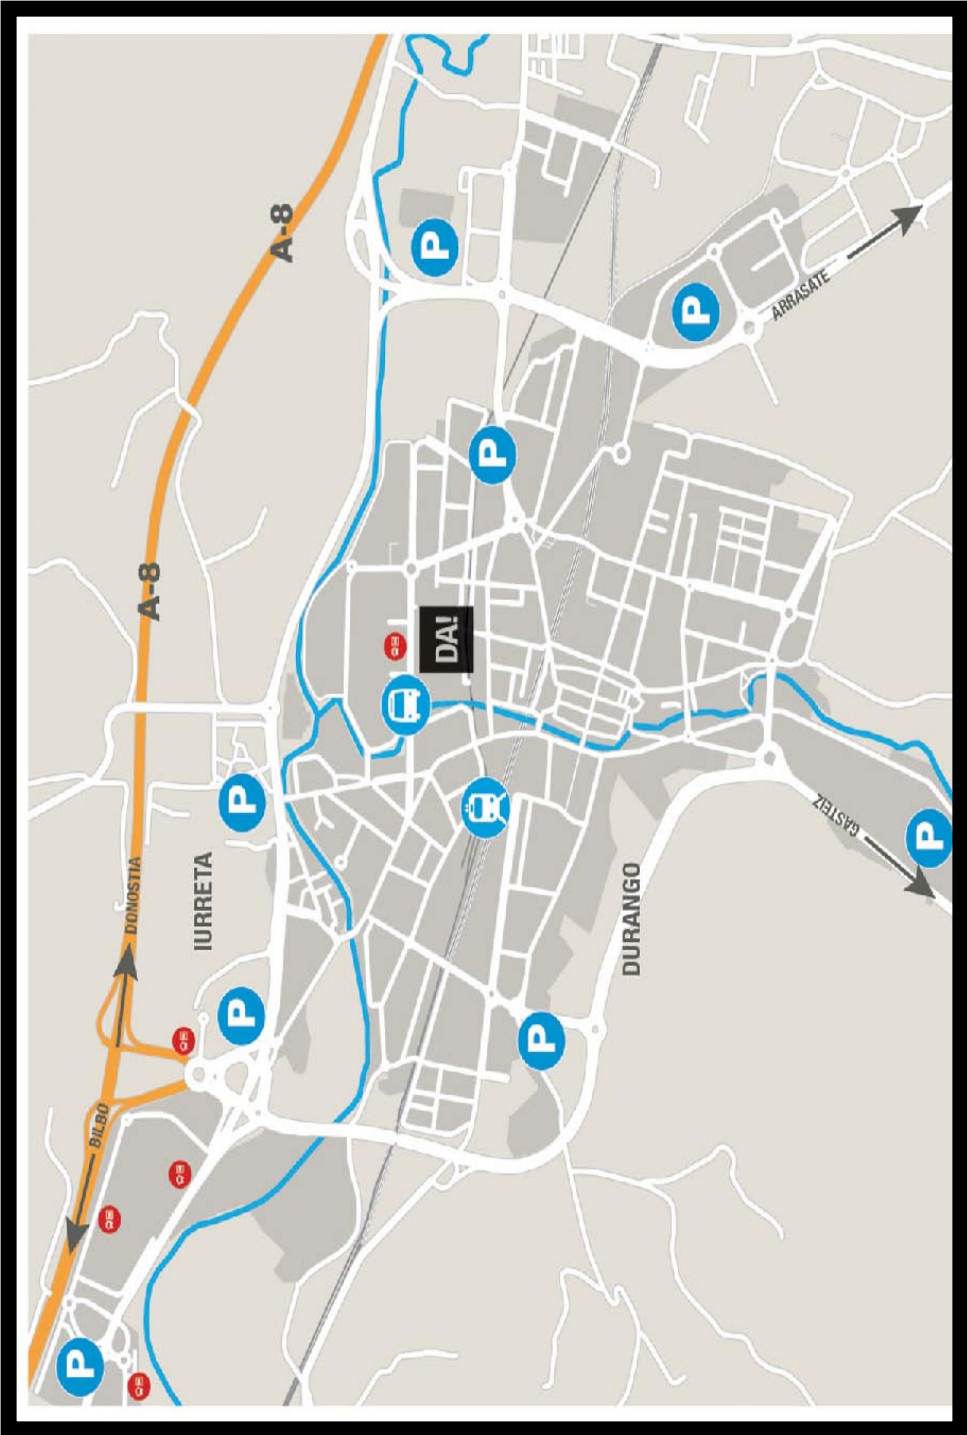 P
BILBO
DONOSTIA
A-8
IURRETA
P
P
A-8
DA!
P
P
P
DURANGO
P
GASTEIZ
ARRASATE
P